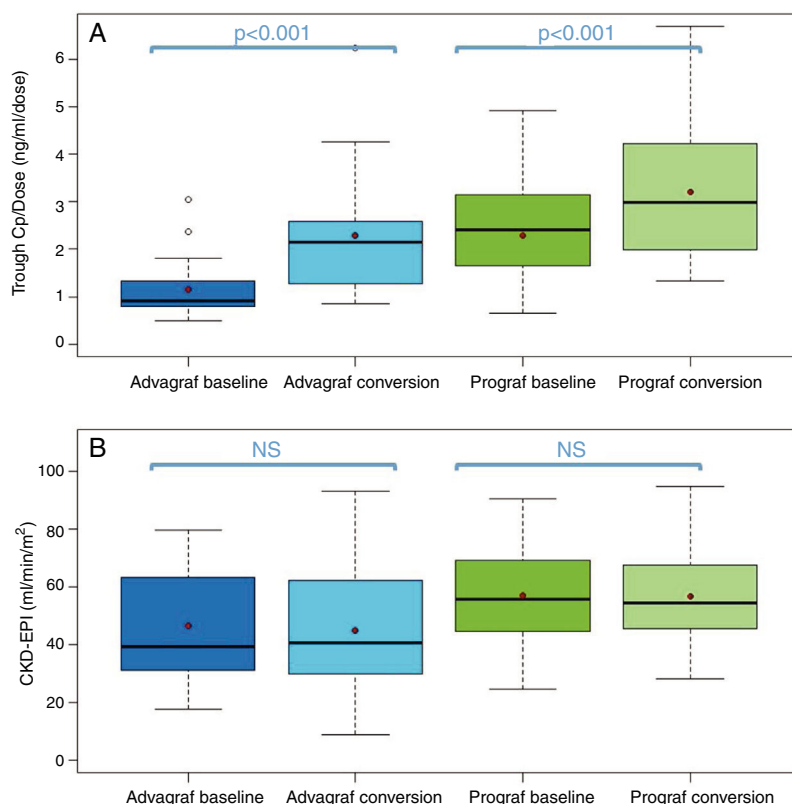 A
p<0.001
p<0.001
Trough Cp/Dose (ng/ml/dose)
6
5
4
3
2
1
0
Advagraf baseline
Advagraf conversion
Prograf baseline
Prograf conversion
B
NS
NS
CKD-EPI (ml/min/m²)
100
80
60
40
20
0
Advagraf baseline
Advagraf conversion
Prograf baseline
Prograf conversion